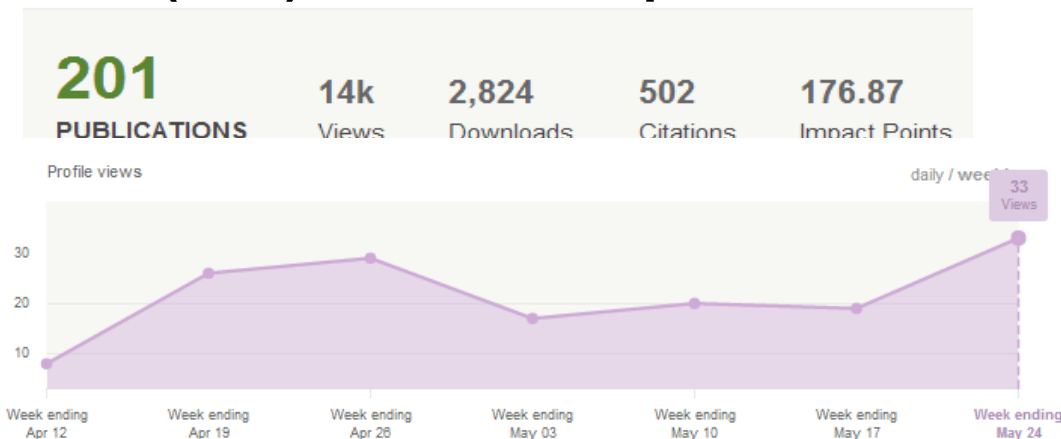 201
PUBLICATIONS
14k
Views
2,824
Downloads
502
Citations
176.87
Impact Points
Profile views
daily /
33
Views
30
20
10
Week ending
Apr 12
Week ending
Apr 19
Week ending
Apr 26
Week ending
May 03
Week ending
May 10
Week ending
May 17
Week ending
May 24